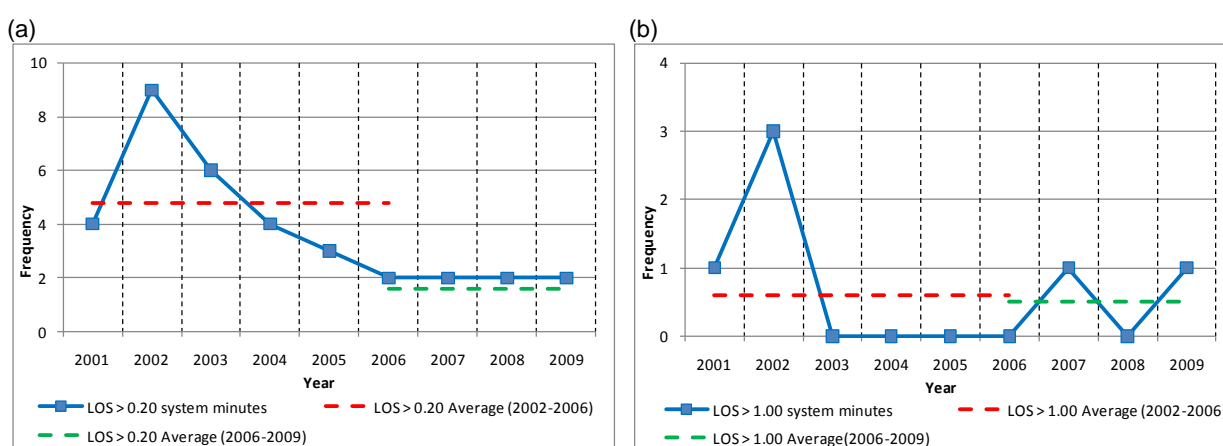 (a)
10
8
6
4
2
0
Frequency
2001 2002 2003 2004 2005 2006 2007 2008 2009
Year
LOS > 0.20 system minutes
LOS > 0.20 Average (2002-2006)
LOS > 0.20 Average (2006-2009)
(b)
4
3
2
1
0
Frequency
2001 2002 2003 2004 2005 2006 2007 2008 2009
Year
LOS > 1.00 system minutes
LOS > 1.00 Average (2002-2006
LOS > 1.00 Average(2006-2009)